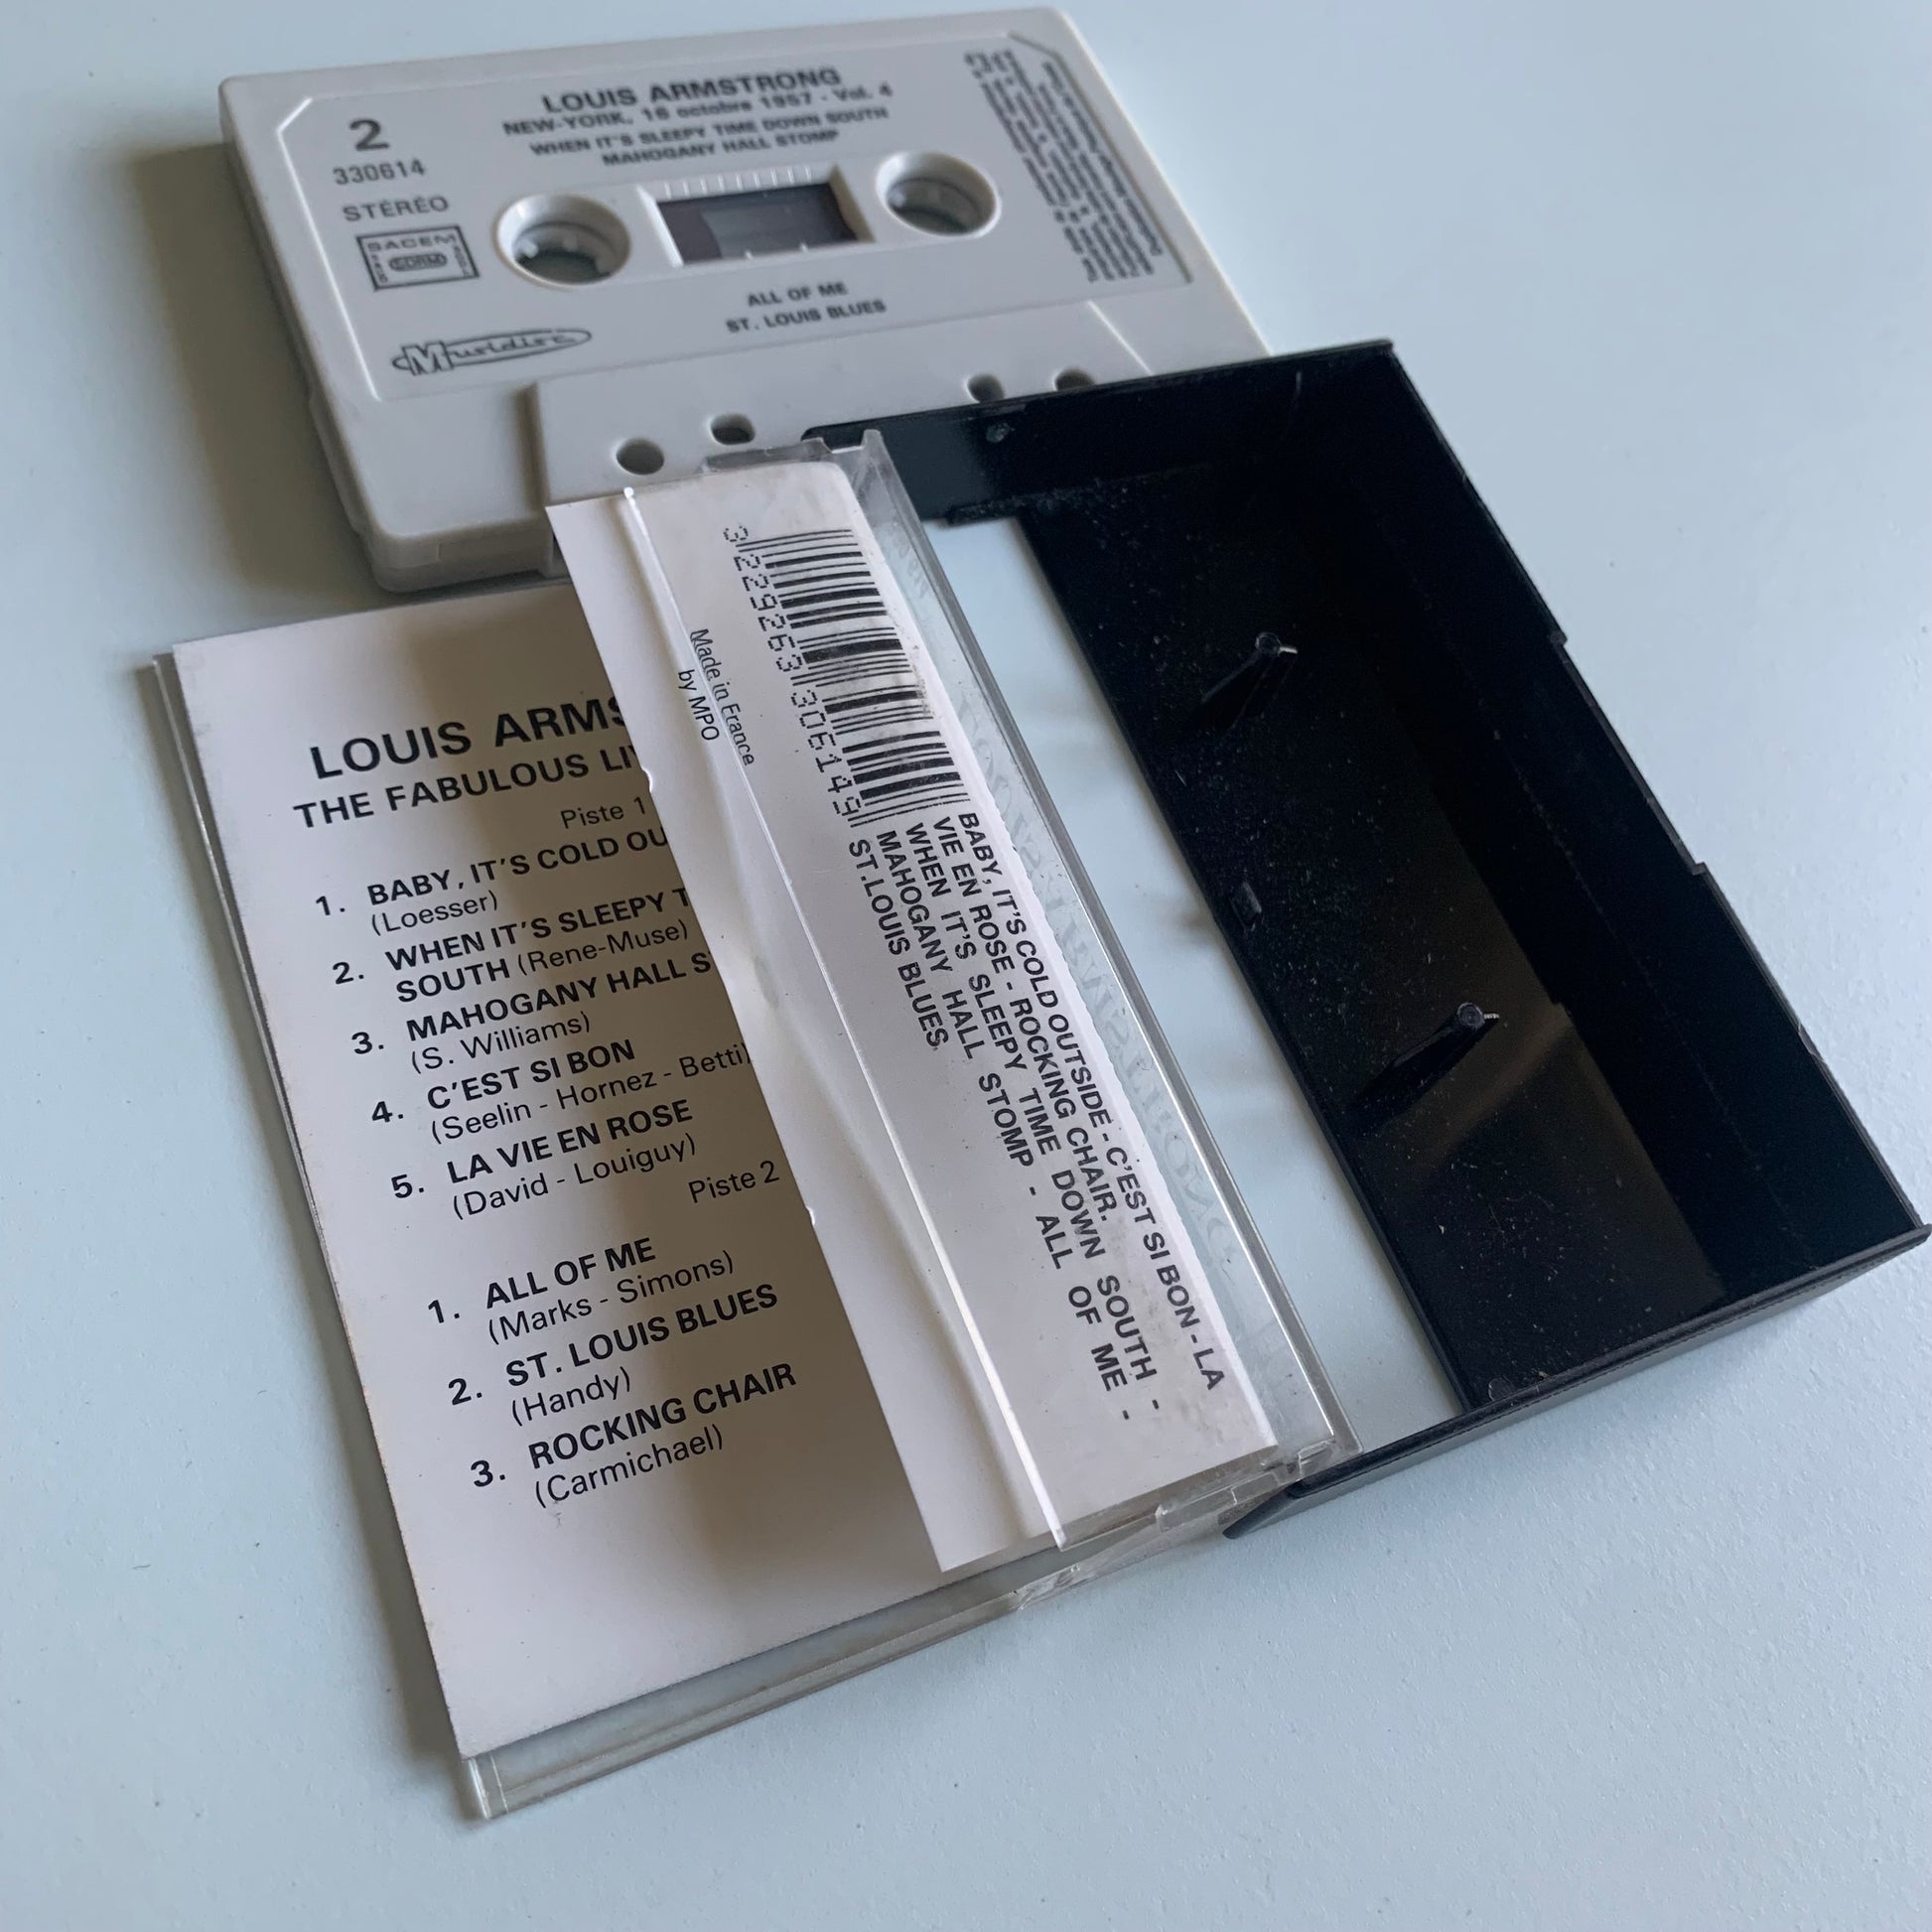 LOUIS ARMSTRONG
NEW-YORK, 16 octobre 1957 - Vol. 4
WHEN IT'S SLEEPY TIME DOWN SOUTH
MAHOGANY HALL STOMP
2
330614
STÉRÉO
SACEM
SDRM
Musidisc
ALL OF ME
ST. LOUIS BLUES
LOUIS ARMS
THE FABULOUS LI
Piste 1
1. BABY, IT'S COLD OU
(Loesser)
2. WHEN IT'S SLEEPY T
SOUTH (Rene-Muse)
3. MAHOGANY HALL S
(S. Williams)
4. C'EST SI BON
(Seelin - Hornez - Betti)
5. LA VIE EN ROSE
(David - Louiguy)
Piste 2
1. ALL OF ME
(Marks - Simons)
2. ST. LOUIS BLUES
(Handy)
3. ROCKING CHAIR
(Carmichael)
3 229263 306149
Made in France
by MPO
BABY, IT'S COLD OUTSIDE - C'EST SI BON - LA
VIE EN ROSE - ROCKING CHAIR.
WHEN IT'S SLEEPY TIME DOWN SOUTH -
MAHOGANY HALL STOMP - ALL OF ME -
ST.LOUIS BLUES